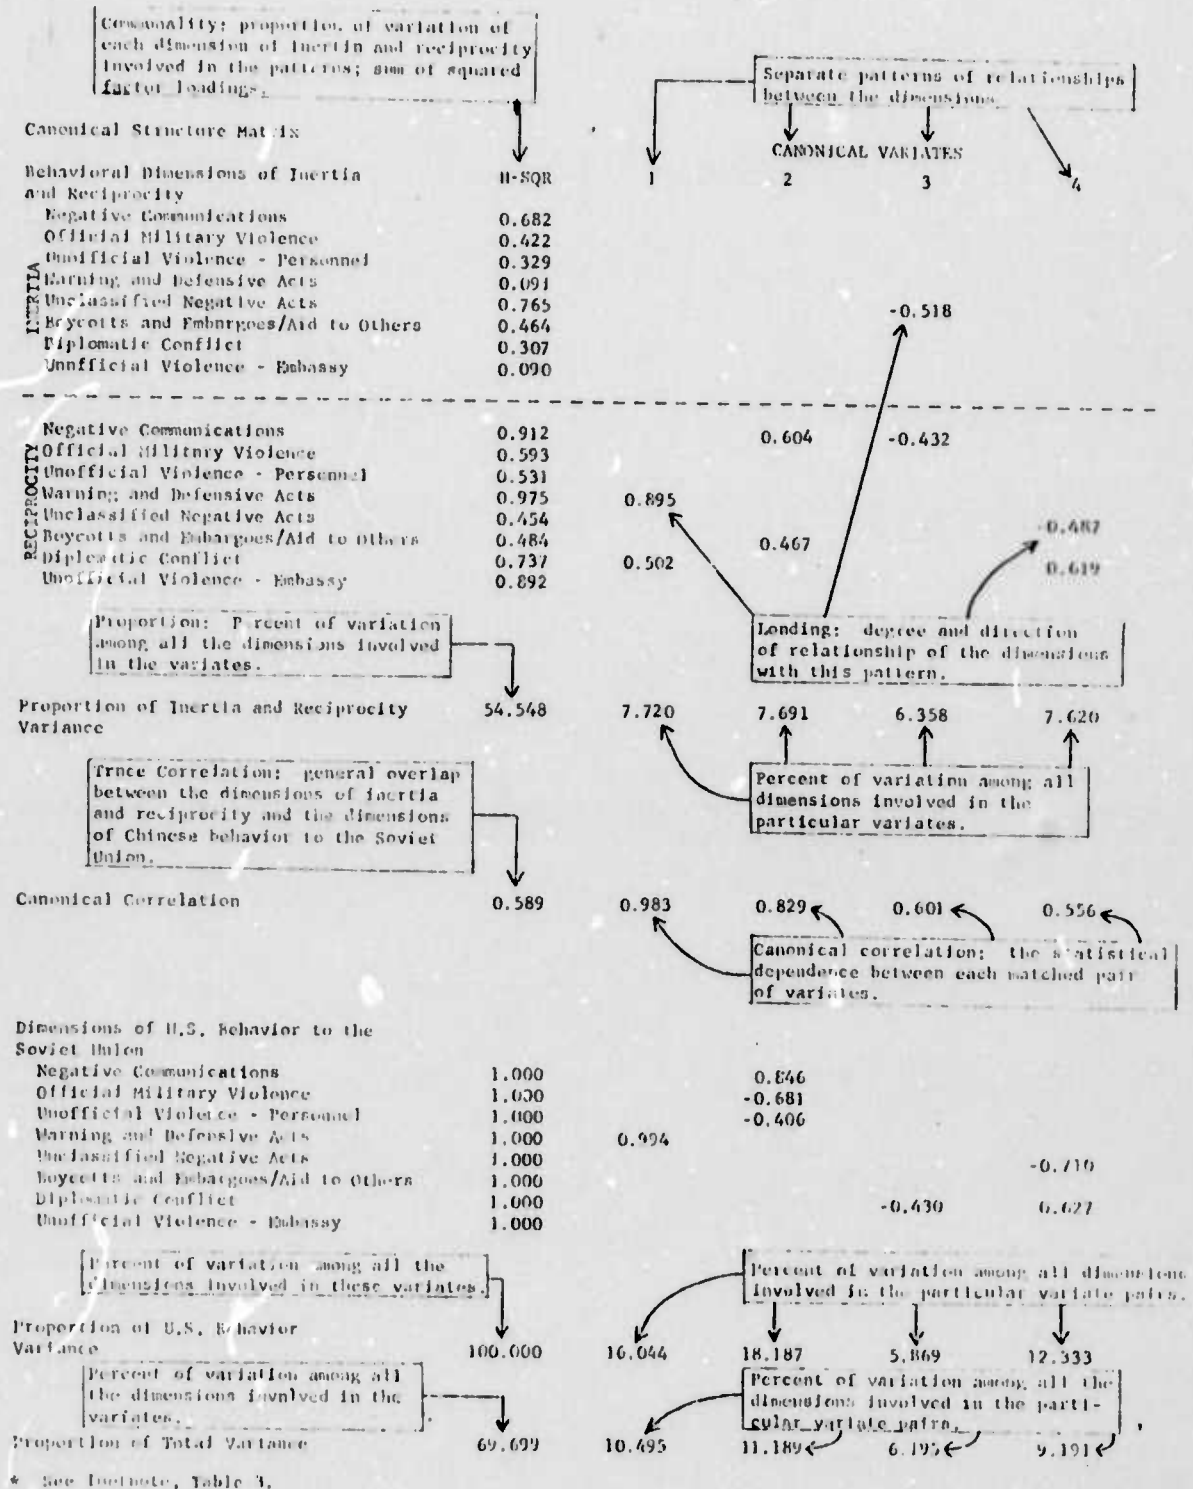 Communality: proportion of variation of
each dimension of Inertia and reciprocity
involved in the patterns; sum of squared
factor loadings.
Separate patterns of relationships
between the dimensions
Canonical Structure Matrix
CANONICAL VARIATES
Behavioral Dimensions of Inertia H-SQR 1 2 3 4
and Reciprocity
INERTIA
Negative Communications 0.682
Official Military Violence 0.422
Unofficial Violence - Personnel 0.329
Warning and Defensive Acts 0.091
Unclassified Negative Acts 0.765
Boycotts and Embargoes/Aid to Others 0.464 -0.518
Diplomatic Conflict 0.307
Unofficial Violence - Embassy 0.090
RECIPROCITY
Negative Communications 0.912 0.604 -0.432
Official Military Violence 0.593
Unofficial Violence - Personnel 0.531
Warning and Defensive Acts 0.975 0.895
Unclassified Negative Acts 0.454
Boycotts and Embargoes/Aid to Others 0.484 0.467 -0.487
Diplomatic Conflict 0.737 0.502 0.619
Unofficial Violence - Embassy 0.892
Proportion: P rcent of variation
among all the dimensions involved
in the variates.
Loading: degree and direction
of relationship of the dimensions
with this pattern.
Proportion of Inertia and Reciprocity 54.548 7.720 7.691 6.358 7.620
Variance
Trace Correlation: general overlap
between the dimensions of inertia
and reciprocity and the dimensions
of Chinese behavior to the Soviet
Union.
Percent of variation among all
dimensions involved in the
particular variates.
Canonical Correlation 0.589 0.983 0.829 0.601 0.556
Canonical correlation: the statistical
dependence between each matched pair
of variates.
Dimensions of U.S. Behavior to the
Soviet Union
Negative Communications 1.000 0.846
Official Military Violence 1.000 -0.681
Unofficial Violence - Personnel 1.000 -0.406
Warning and Defensive Acts 1.000 0.994
Unclassified Negative Acts 1.000
Boycotts and Embargoes/Aid to Others 1.000 -0.710
Diplomatic Conflict 1.000 -0.430 0.627
Unofficial Violence - Embassy 1.000
Percent of variation among all the
dimensions involved in these variates.
Percent of variation among all dimensions
involved in the particular variate pairs.
Proportion of U.S. Behavior
Variance 100.000 16.044 18.187 5.869 12.333
Percent of variation among all
the dimensions involved in the
variates.
Percent of variation among all the
dimensions involved in the parti-
cular variate pairs.
Proportion of Total Variance 69.699 10.495 11.189 6.195 9.191
* See footnote, Table 3.